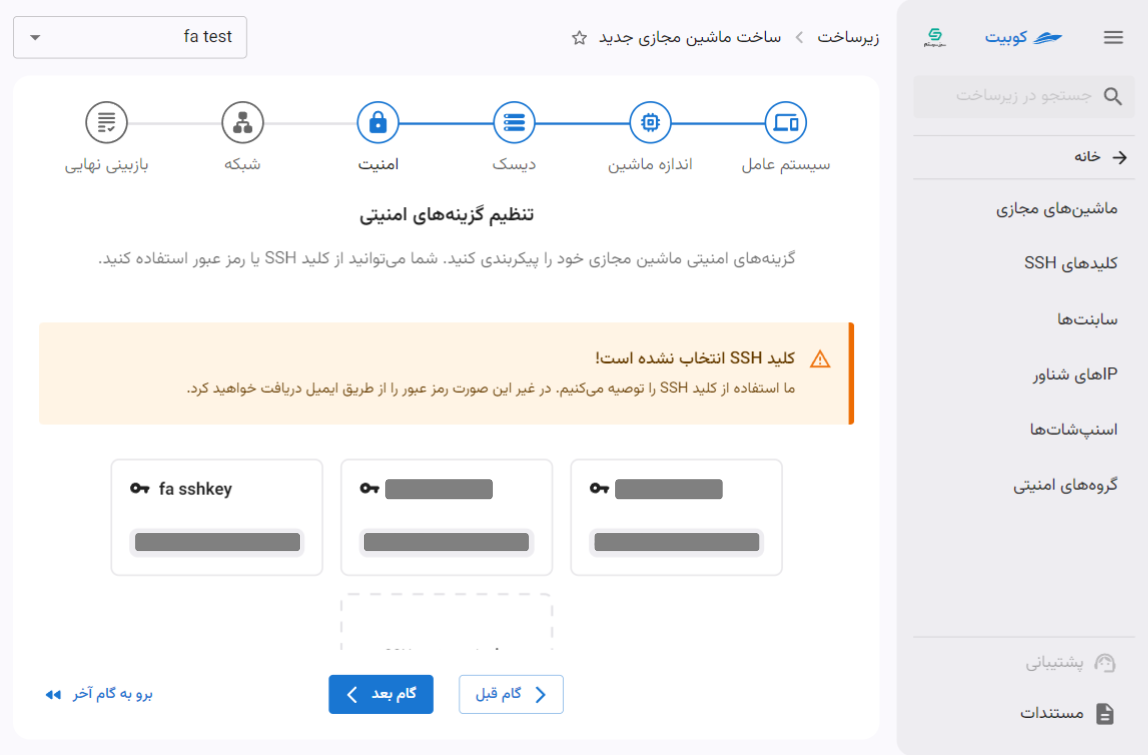 کوبیت
جستجو در زیرساخت
خانه
ماشین‌های مجازی
کلیدهای SSH
سابنت‌ها
IPهای شناور
اسنپ‌شات‌ها
گروه‌های امنیتی
پشتیبانی
مستندات
زیرساخت
ساخت ماشین مجازی جدید
fa test
سیستم عامل
اندازه ماشین
دیسک
امنیت
شبکه
بازبینی نهایی
تنظیم گزینه‌های امنیتی
گزینه‌های امنیتی ماشین مجازی خود را پیکربندی کنید. شما می‌توانید از کلید SSH یا رمز عبور استفاده کنید.
کلید SSH انتخاب نشده است!
ما استفاده از کلید SSH را توصیه می‌کنیم. در غیر این صورت رمز عبور را از طریق ایمیل دریافت خواهید کرد.
fa sshkey
گام قبل
گام بعد
برو به گام آخر